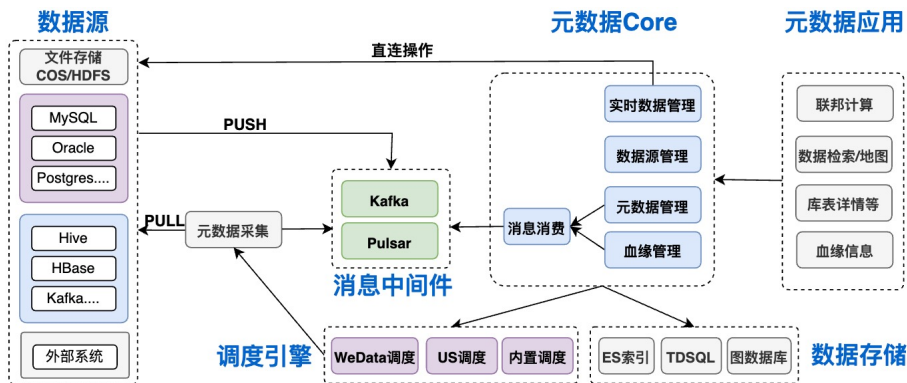 数据源
元数据Core
元数据应用
文件存储
COS/HDFS
直连操作
MySQL
Oracle
Postgres....
PUSH
Kafka
Pulsar
消息中间件
实时数据管理
数据源管理
元数据管理
血缘管理
消息消费
联邦计算
数据检索/地图
库表详情等
血缘信息
PULL
元数据采集
Hive
HBase
Kafka....
外部系统
调度引擎
WeData调度
US调度
内置调度
ES索引
TDSQL
图数据库
数据存储